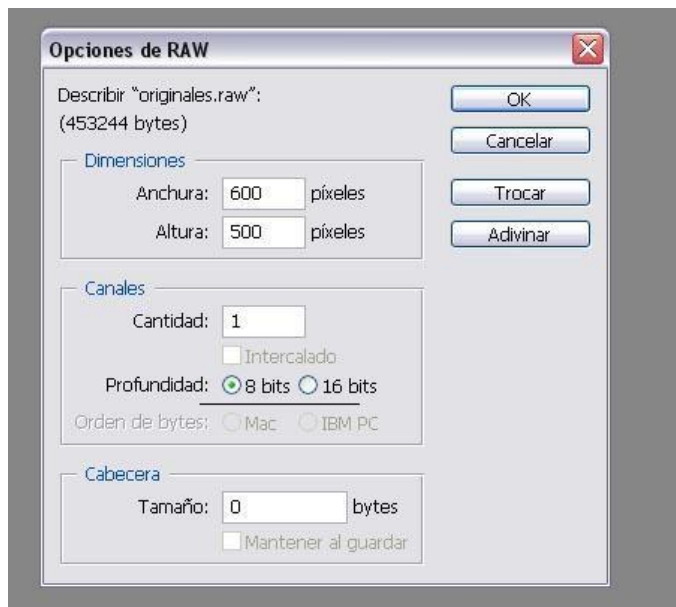 Opciones de RAW
Describir “originales.raw”:
(453244 bytes)
OK
Cancelar
Trocar
Adivinar
Dimensiones
Anchura: 600 píxeles
Altura: 500 píxeles
Canales
Cantidad: 1
Intercalado
Profundidad: 8 bits 16 bits
Orden de bytes: Mac IBM PC
Cabecera
Tamaño: 0 bytes
Mantener al guardar